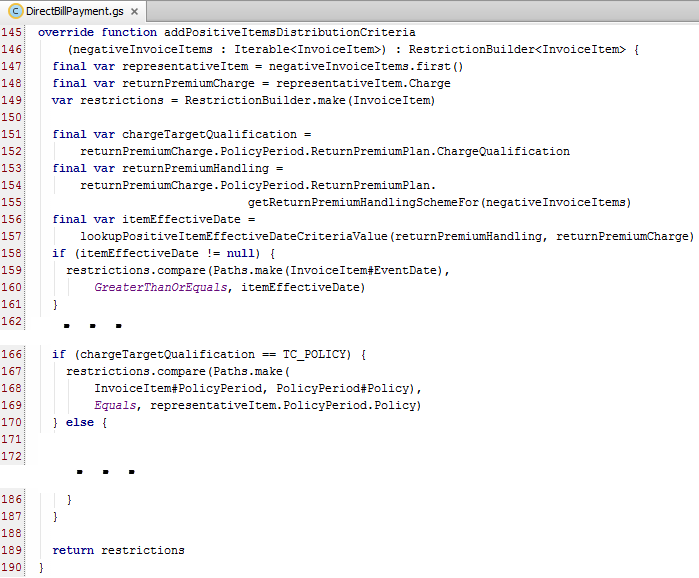 DirectBillPayment.gs
145 override function addPositiveItemsDistributionCriteria
146 (negativeInvoiceItems : Iterable<InvoiceItem>) : RestrictionBuilder<InvoiceItem> {
147 final var representativeItem = negativeInvoiceItems.first()
148 final var returnPremiumCharge = representativeItem.Charge
149 var restrictions = RestrictionBuilder.make(InvoiceItem)
150
151 final var chargeTargetQualification =
152 returnPremiumCharge.PolicyPeriod.ReturnPremiumPlan.ChargeQualification
153 final var returnPremiumHandling =
154 returnPremiumCharge.PolicyPeriod.ReturnPremiumPlan.
155 getReturnPremiumHandlingSchemeFor(negativeInvoiceItems)
156 final var itemEffectiveDate =
157 lookupPositiveItemEffectiveDateCriteriaValue(returnPremiumHandling, returnPremiumCharge)
158 if (itemEffectiveDate != null) {
159 restrictions.compare(Paths.make(InvoiceItem#EventDate),
160 GreaterThanOrEquals, itemEffectiveDate)
161 }
162 . . .
166 if (chargeTargetQualification == TC_POLICY) {
167 restrictions.compare(Paths.make(
168 InvoiceItem#PolicyPeriod, PolicyPeriod#Policy),
169 Equals, representativeItem.PolicyPeriod.Policy)
170 } else {
171
172
. . .
186 }
187 }
188
189 return restrictions
190 }